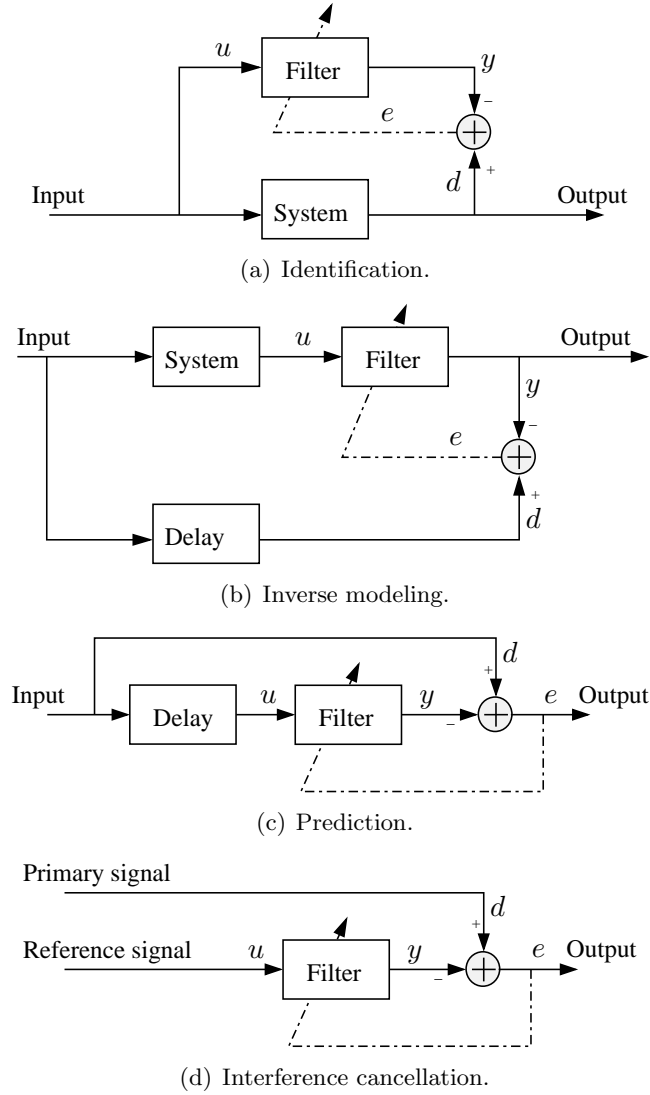 u Filter y
−
e
d +
Input System Output
(a) Identification.
Input System u Filter Output
y
−
e
+
Delay d
(b) Inverse modeling.
+ d
Input Delay u Filter y − e Output
(c) Prediction.
Primary signal
+ d
Reference signal u Filter y − e Output
(d) Interference cancellation.